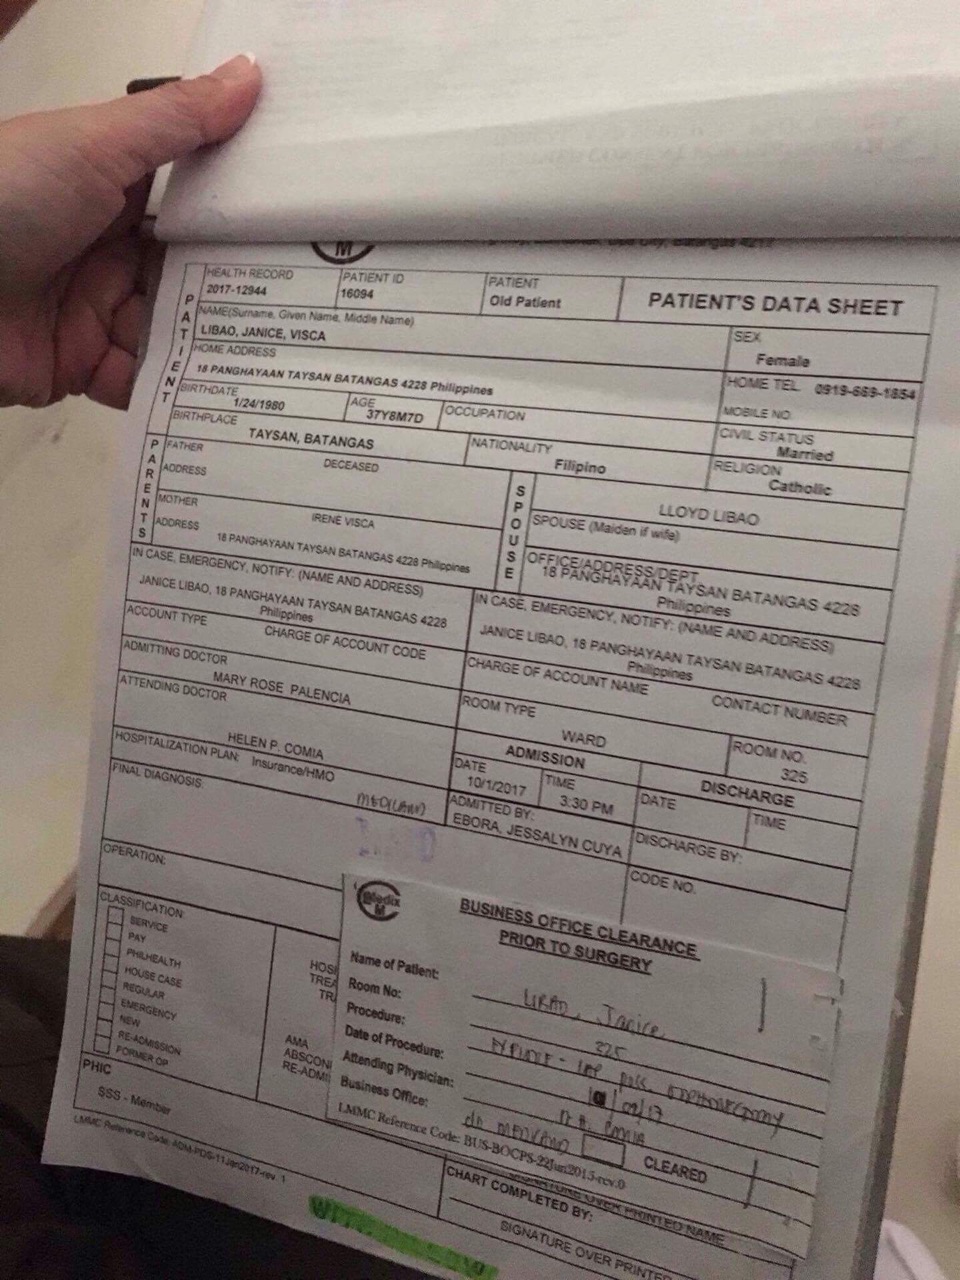 HEALTH RECORD
2017-12944
PATIENT ID
16094
PATIENT
Old Patient
PATIENT'S DATA SHEET
PATIENT
NAME(Surname, Given Name, Middle Name)
LIBAO, JANICE, VISCA
SEX
Female
HOME ADDRESS
18 PANGHAYAAN TAYSAN BATANGAS 4228 Philippines
HOME TEL
MOBILE NO.
BIRTHDATE
1/24/1980
AGE
37Y8M7D
OCCUPATION
CIVIL STATUS
Married
BIRTHPLACE
TAYSAN, BATANGAS
NATIONALITY
Filipino
RELIGION
Catholic
PARENTS
FATHER
DECEASED
ADDRESS
MOTHER
IRENE VISCA
ADDRESS
18 PANGHAYAAN TAYSAN BATANGAS 4228 Philippines
SPOUSE
LLOYD LIBAO
SPOUSE (Maiden if wife)
OFFICE/ADDRESS/DEPT.
18 PANGHAYAAN TAYSAN BATANGAS 4228
Philippines
IN CASE, EMERGENCY, NOTIFY: (NAME AND ADDRESS)
JANICE LIBAO, 18 PANGHAYAAN TAYSAN BATANGAS 4228
Philippines
IN CASE, EMERGENCY, NOTIFY: (NAME AND ADDRESS)
JANICE LIBAO, 18 PANGHAYAAN TAYSAN BATANGAS 4228
Philippines
ACCOUNT TYPE
CHARGE OF ACCOUNT CODE
CHARGE OF ACCOUNT NAME
CONTACT NUMBER
ADMITTING DOCTOR
MARY ROSE PALENCIA
ROOM TYPE
WARD
ROOM NO.
325
ATTENDING DOCTOR
HELEN P. COMIA
ADMISSION
DISCHARGE
DATE
10/1/2017
TIME
3:30 PM
DATE
TIME
HOSPITALIZATION PLAN: Insurance/HMO
ADMITTED BY:
EBORA, JESSALYN CUYA
DISCHARGE BY:
FINAL DIAGNOSIS:
MEDICARD
CODE NO.
OPERATION:
CLASSIFICATION:
SERVICE
PAY
PHILHEALTH
HOUSE CASE
REGULAR
EMERGENCY
NEW
RE-ADMISSION
FORMER OP
HOSP
TREA
TRA
AMA
ABSCON
RE-ADMI
PHIC
SSS - Member
LMMC Reference Code: ADM-PDS-11Jan2017-rev. 1
Medix
M
BUSINESS OFFICE CLEARANCE
PRIOR TO SURGERY
Name of Patient:
LIBAO, Janice
Room No:
325
Procedure:
Date of Procedure:
Attending Physician:
Comia
Business Office:
CLEARED
LMMC Reference Code: BUS-BOCPS-22Jun2015-rev.0
SIGNATURE OVER PRINTED NAME
CHART COMPLETED BY:
SIGNATURE OVER PRINTE